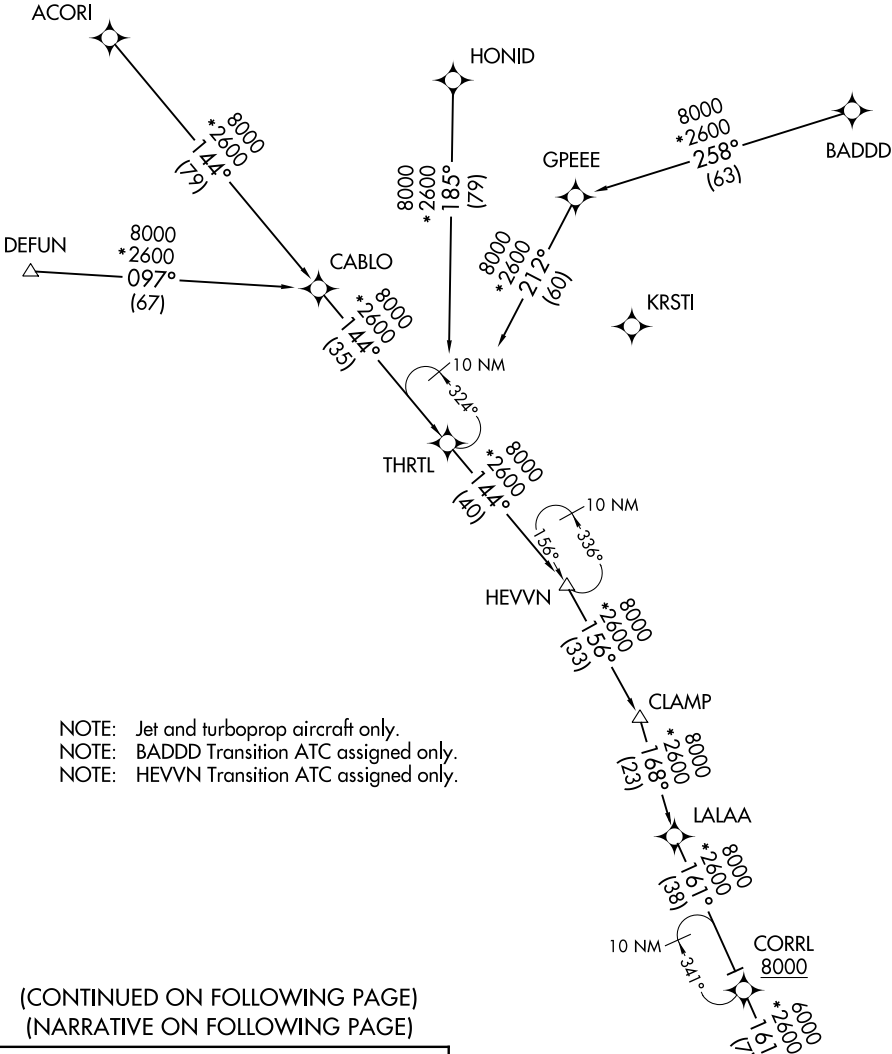 ACORI
8000
*2600
144°
(79)
HONID
8000
*2600
185°
(79)
BADDD
8000
*2600
258°
(63)
GPEEE
8000
*2600
212°
(60)
DEFUN
8000
*2600
097°
(67)
CABLO
8000
*2600
144°
(35)
KRSTI
10 NM
324°
THRTL
8000
*2600
144°
(40)
10 NM
156°
336°
HEVVN
8000
*2600
156°
(33)
CLAMP
8000
*2600
168°
(23)
LALAA
8000
*2600
161°
(38)
10 NM
341°
CORRL
8000
6000
*2600
161
NOTE: Jet and turboprop aircraft only.
NOTE: BADDD Transition ATC assigned only.
NOTE: HEVVN Transition ATC assigned only.
(CONTINUED ON FOLLOWING PAGE)
(NARRATIVE ON FOLLOWING PAGE)